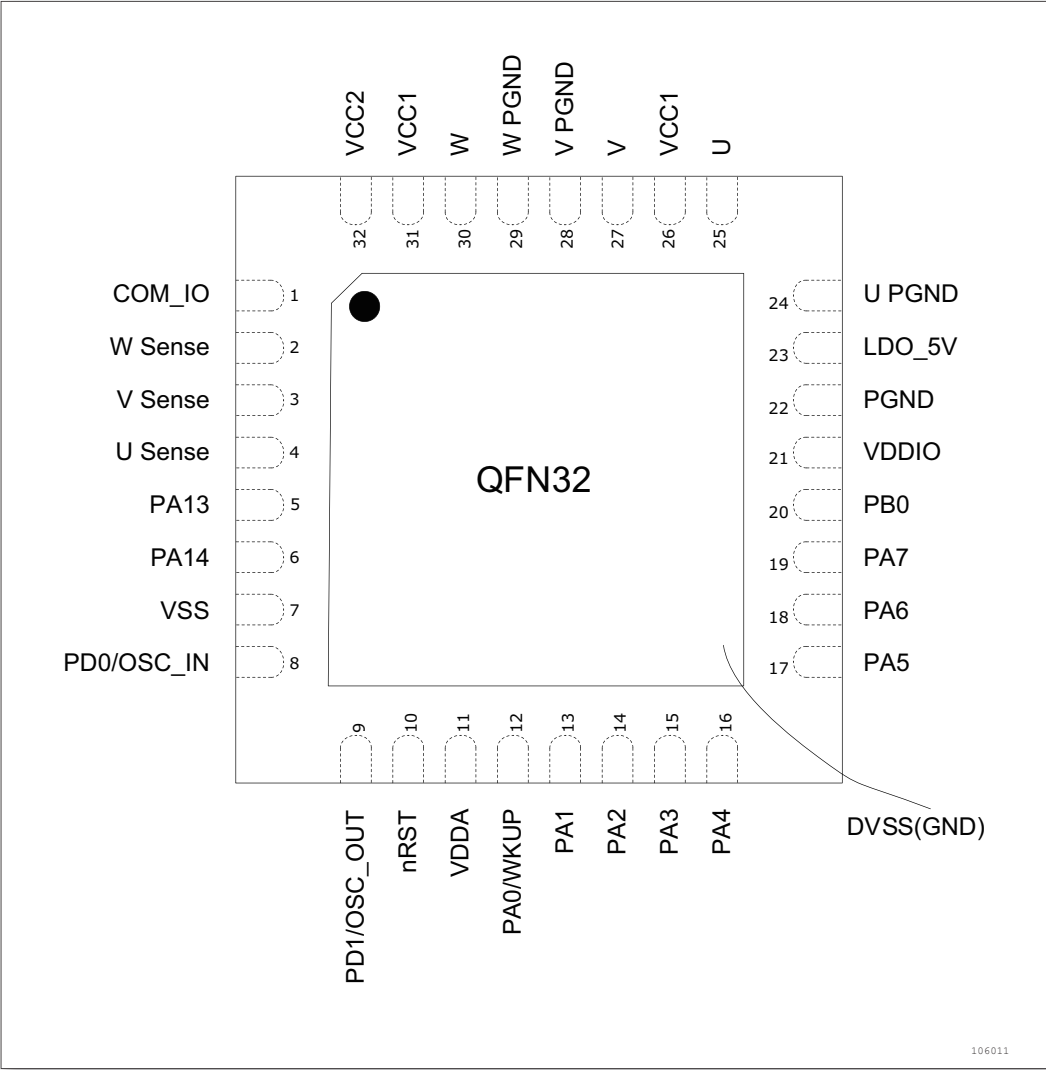 VCC2
VCC1
W
W PGND
V PGND
V
VCC1
U
32
31
30
29
28
27
26
25
COM_IO 1
W Sense 2
V Sense 3
U Sense 4
PA13 5
PA14 6
VSS 7
PD0/OSC_IN 8
QFN32
24 U PGND
23 LDO_5V
22 PGND
21 VDDIO
20 PB0
19 PA7
18 PA6
17 PA5
9
10
11
12
13
14
15
16
PD1/OSC_OUT
nRST
VDDA
PA0/WKUP
PA1
PA2
PA3
PA4
DVSS(GND)
106011